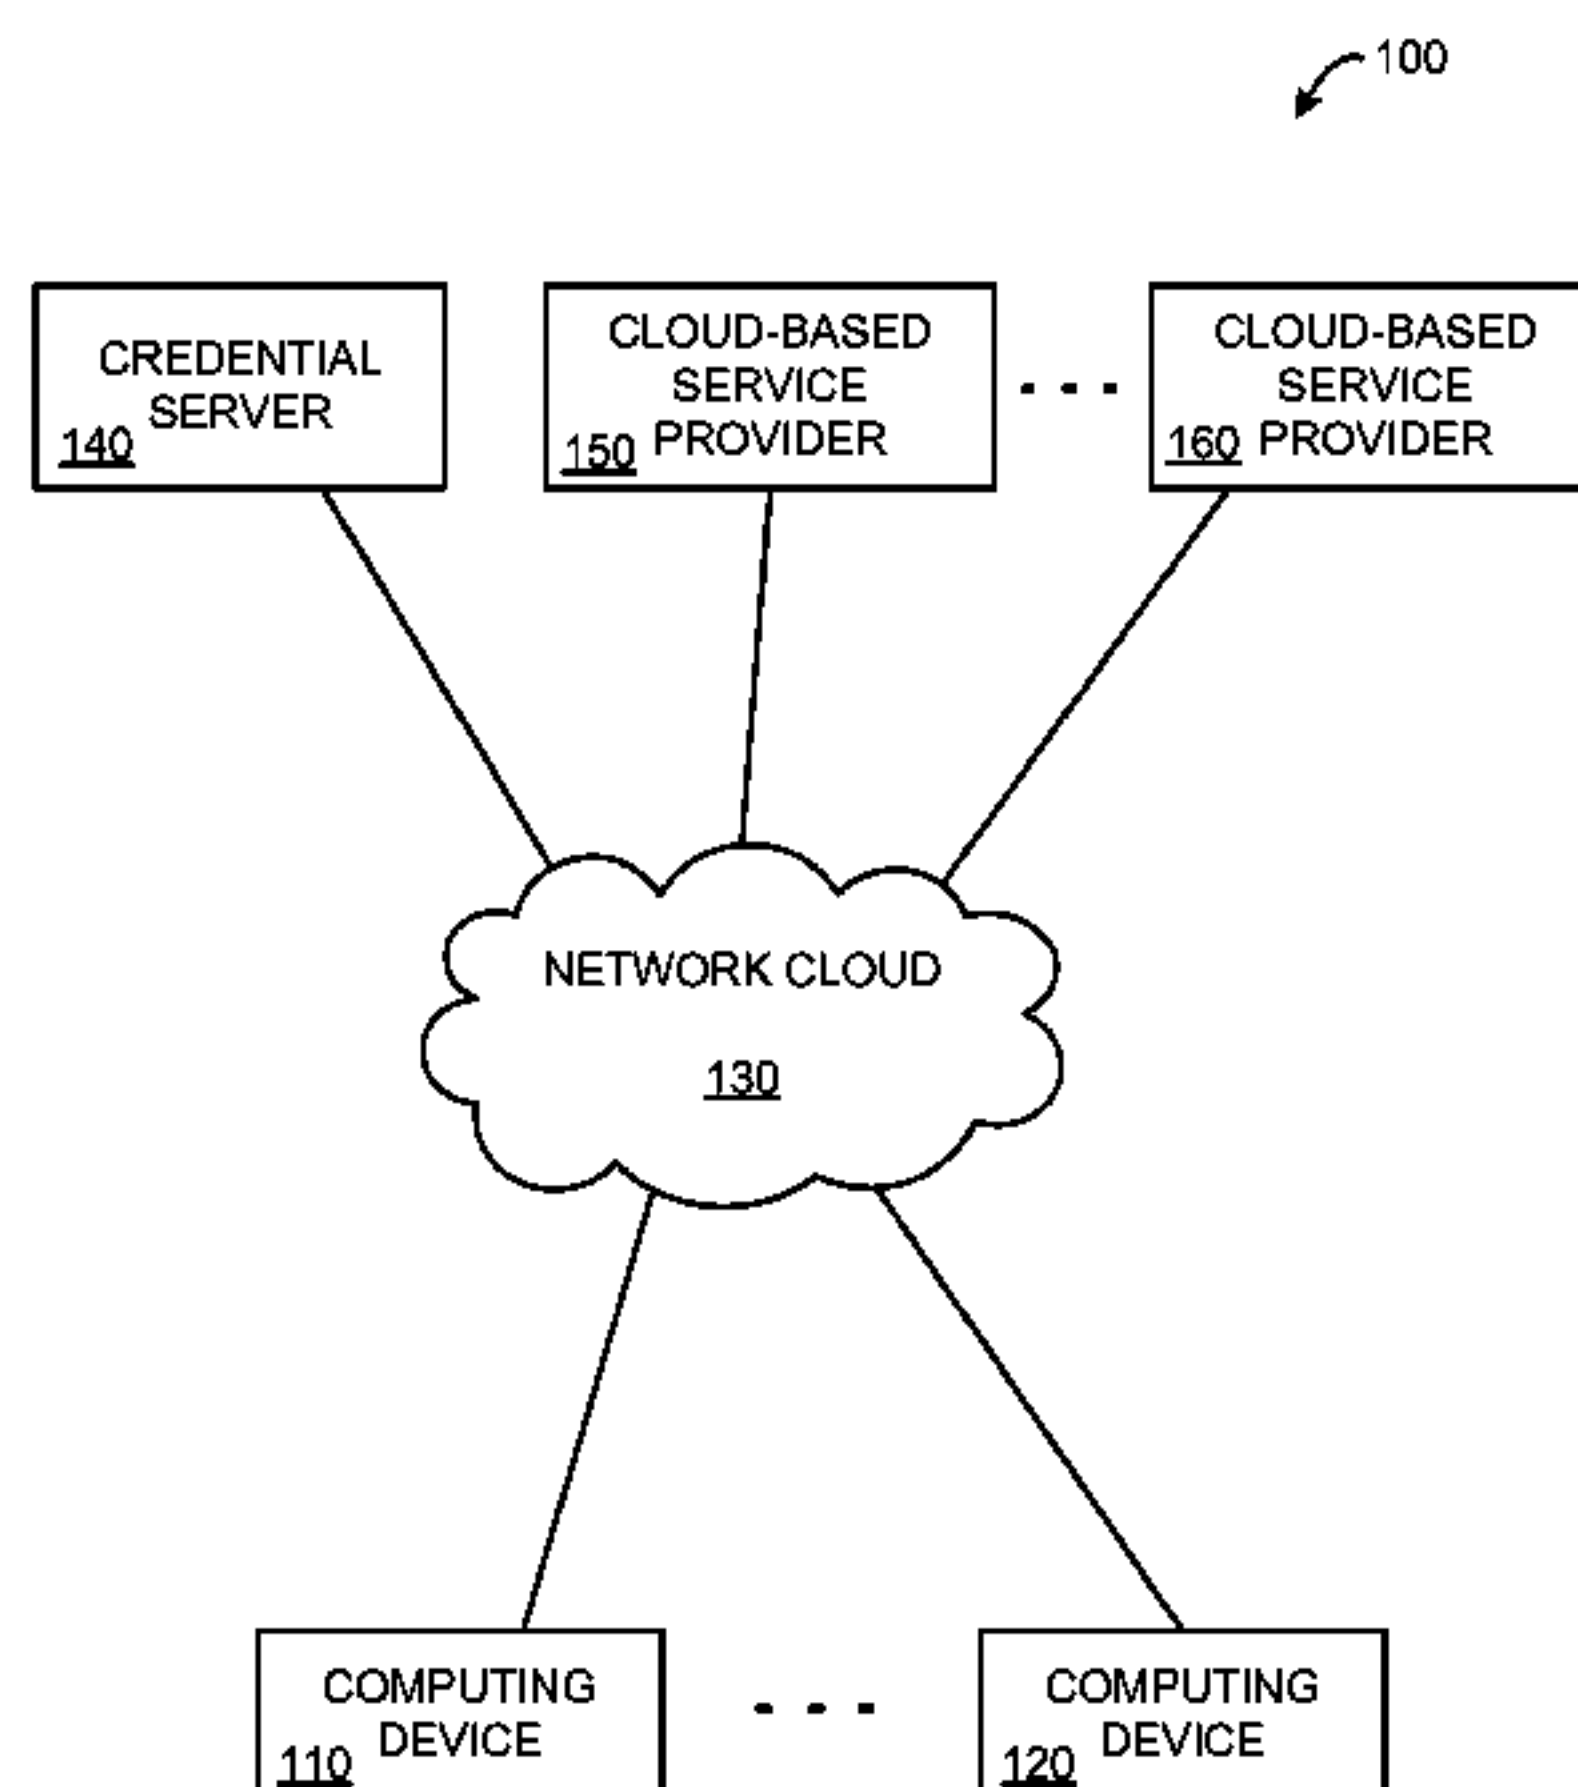 100
CREDENTIAL
SERVER
140
CLOUD-BASED
SERVICE
PROVIDER
150
. . .
CLOUD-BASED
SERVICE
PROVIDER
160
NETWORK CLOUD
130
COMPUTING
DEVICE
110
. . .
COMPUTING
DEVICE
120